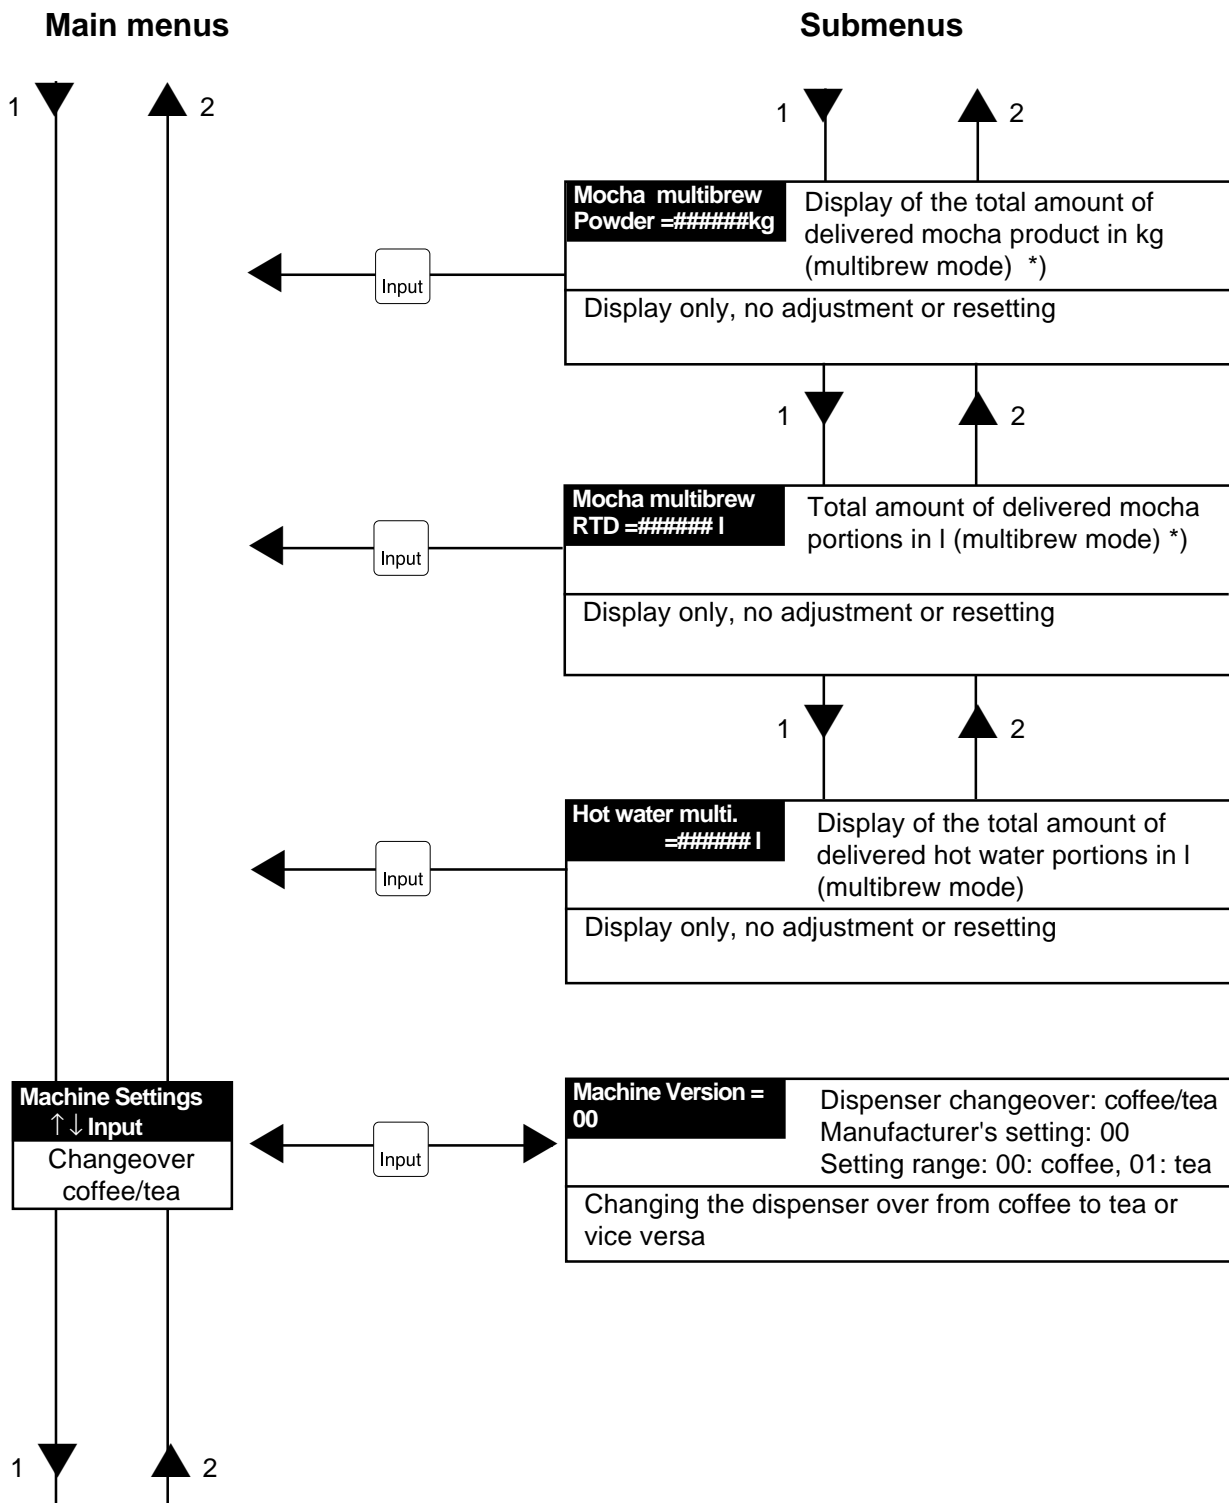 Main menus
Submenus
1
2
1
2
Mocha  multibrew
Powder =######kg
Display of the total amount of
delivered mocha product in kg
(multibrew mode)  *)
Input
Display only, no adjustment or resetting
1
2
Mocha multibrew
RTD =###### l
Total amount of delivered mocha
portions in l (multibrew mode) *)
Input
Display only, no adjustment or resetting
1
2
Hot water multi.
=###### l
Display of the total amount of
delivered hot water portions in l
(multibrew mode)
Input
Display only, no adjustment or resetting
Machine Settings
↑↓Input
Changeover
coffee/tea
Input
Machine Version =
00
Dispenser changeover: coffee/tea
Manufacturer's setting: 00
Setting range: 00: coffee, 01: tea
Changing the dispenser over from coffee to tea or
vice versa
1
2